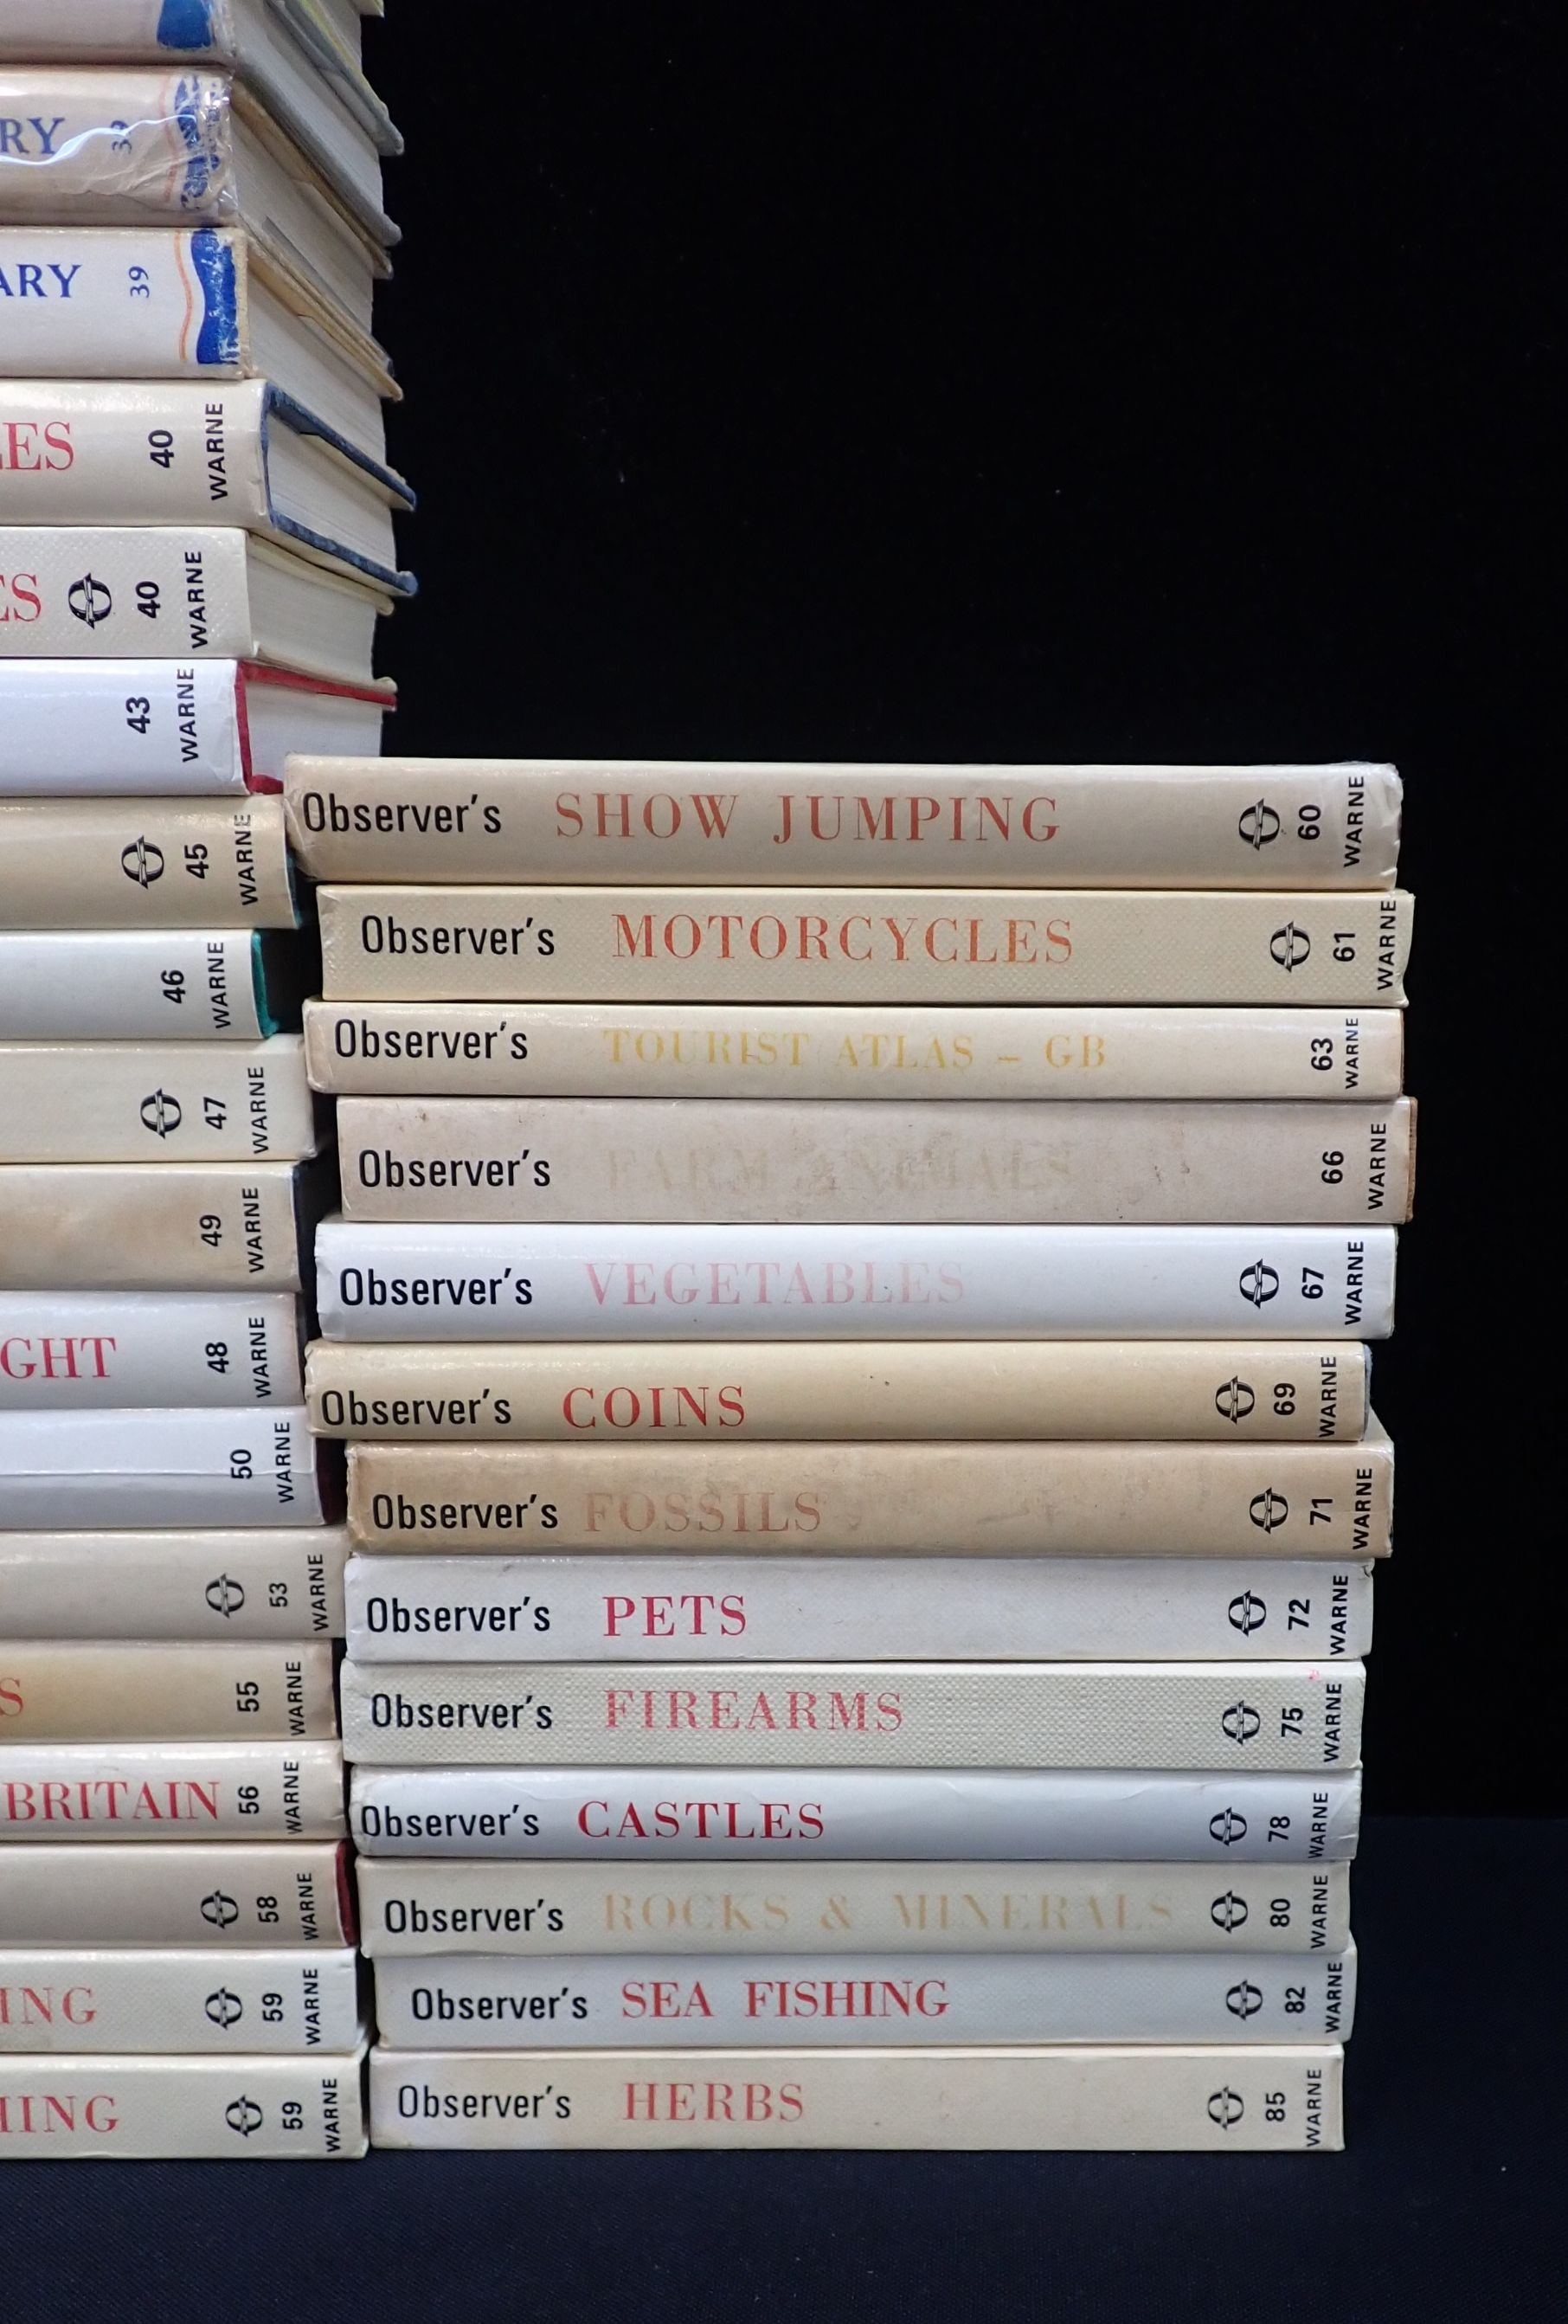 RY 39
ARY 39
ES 40 WARNE
ES 40 WARNE
43 WARNE
45 WARNE
46 WARNE
47 WARNE
49 WARNE
GHT 48 WARNE
50 WARNE
53 WARNE
S 55 WARNE
BRITAIN 56 WARNE
58 WARNE
ING 59 WARNE
HING 59 WARNE
Observer's SHOW JUMPING 60 WARNE
Observer's MOTORCYCLES 61 WARNE
Observer's TOURIST ATLAS – GB 63 WARNE
Observer's FARM ANIMALS 66 WARNE
Observer's VEGETABLES 67 WARNE
Observer's COINS 69 WARNE
Observer's FOSSILS 71 WARNE
Observer's PETS 72 WARNE
Observer's FIREARMS 75 WARNE
Observer's CASTLES 78 WARNE
Observer's ROCKS & MINERALS 80 WARNE
Observer's SEA FISHING 82 WARNE
Observer's HERBS 85 WARNE